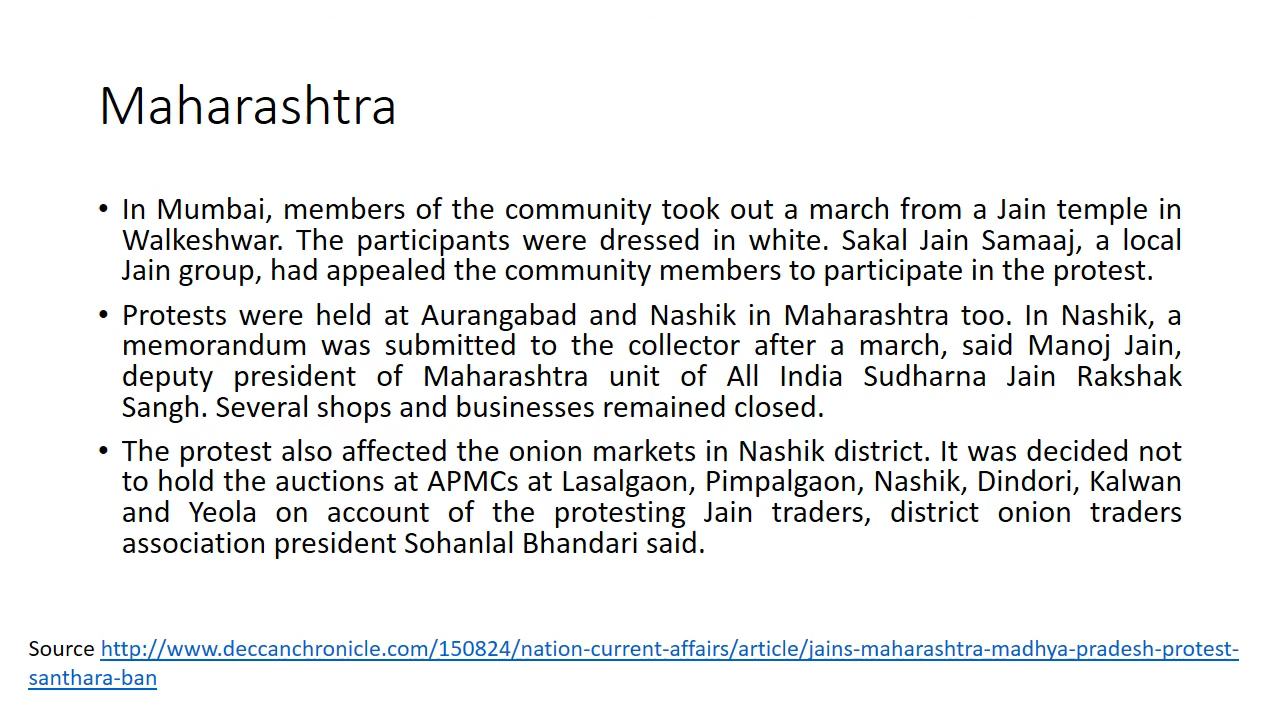 Maharashtra
• In Mumbai, members of the community took out a march from a Jain temple in
Walkeshwar. The participants were dressed in white. Sakal Jain Samaaj, a local
Jain group, had appealed the community members to participate in the protest.
• Protests were held at Aurangabad and Nashik in Maharashtra too. In Nashik, a
memorandum was submitted to the collector after a march, said Manoj Jain,
deputy president of Maharashtra unit of All India Sudharna Jain Rakshak
Sangh. Several shops and businesses remained closed.
• The protest also affected the onion markets in Nashik district. It was decided not
to hold the auctions at APMCs at Lasalgaon, Pimpalgaon, Nashik, Dindori, Kalwan
and Yeola on account of the protesting Jain traders, district onion traders
association president Sohanlal Bhandari said.
Source http://www.deccanchronicle.com/150824/nation-current-affairs/article/jains-maharashtra-madhya-pradesh-protest-
santhara-ban